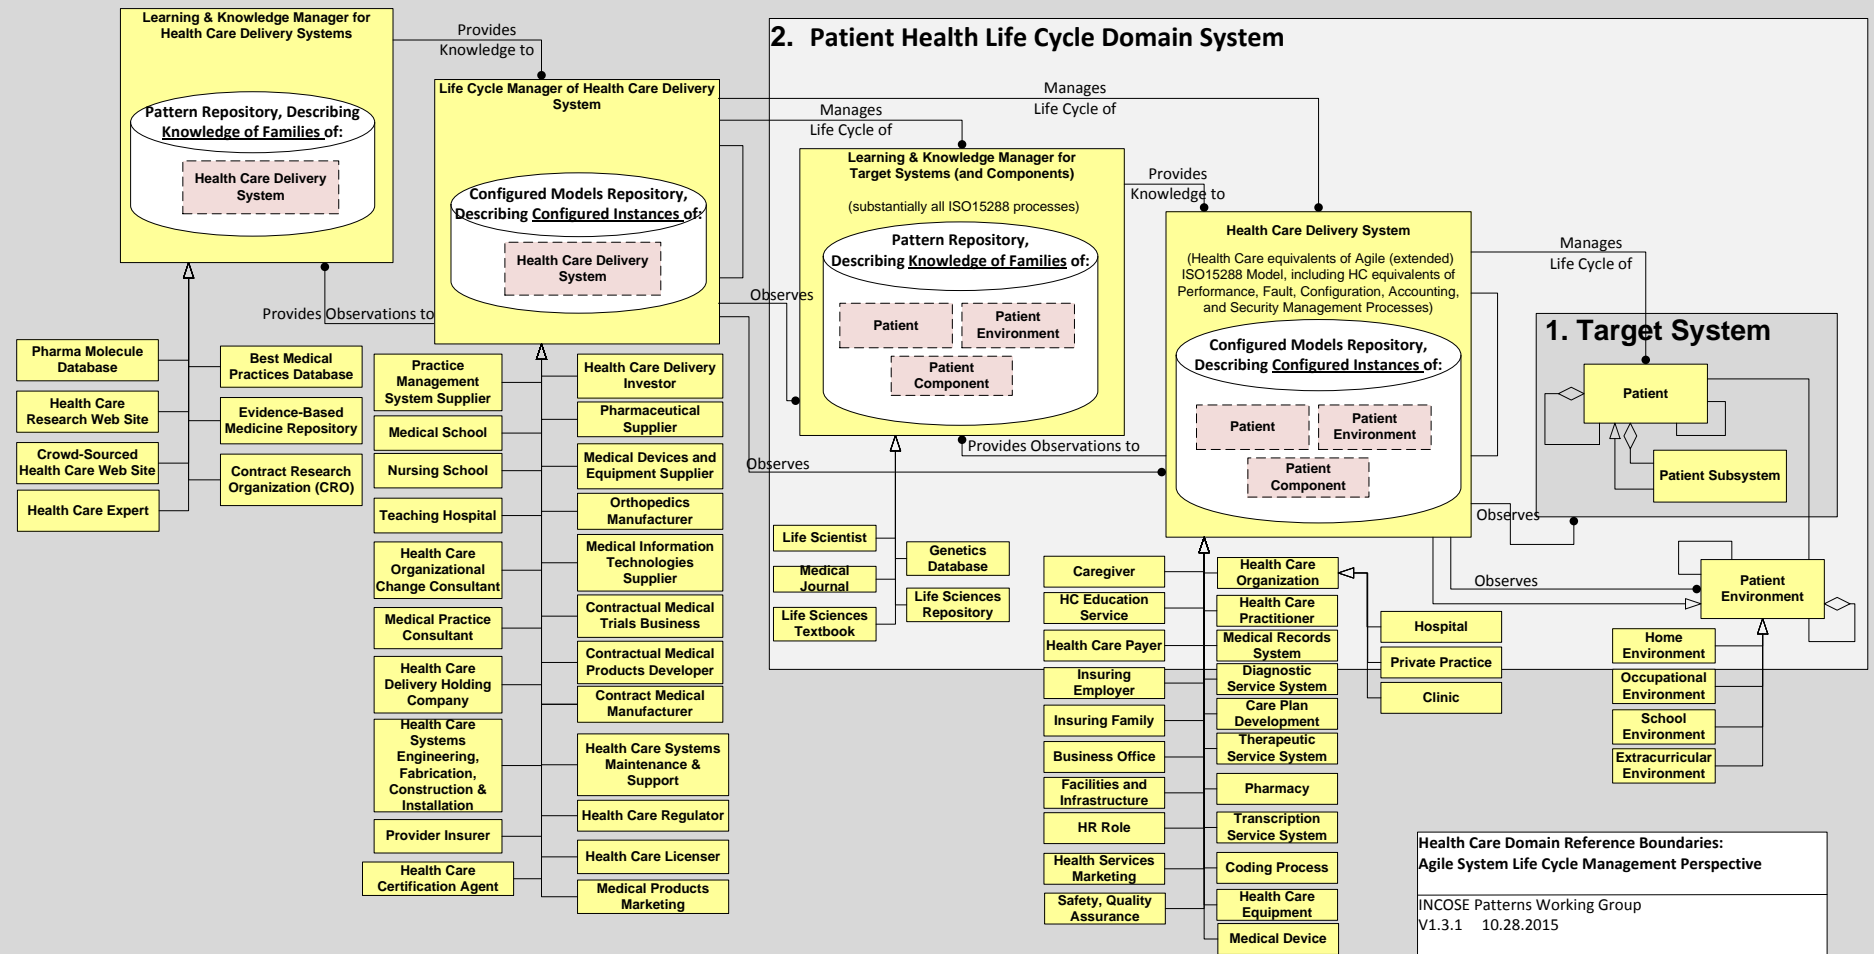 Learning & Knowledge Manager for
Health Care Delivery Systems
Pattern Repository, Describing
Knowledge of Families of:
Health Care Delivery
System
Provides
Knowledge to
Life Cycle Manager of Health Care Delivery
System
Configured Models Repository,
Describing Configured Instances of:
Health Care Delivery
System
Provides Observations to
2. Patient Health Life Cycle Domain System
Manages
Life Cycle of
Manages
Life Cycle of
Learning & Knowledge Manager for
Target Systems (and Components)
(substantially all ISO15288 processes)
Pattern Repository,
Describing Knowledge of Families of:
Patient
Patient
Environment
Patient
Component
Provides
Knowledge to
Observes
Observes
Provides Observations to
Health Care Delivery System
(Health Care equivalents of Agile (extended)
ISO15288 Model, including HC equivalents of
Performance, Fault, Configuration, Accounting,
and Security Management Processes)
Configured Models Repository,
Describing Configured Instances of:
Patient
Patient
Environment
Patient
Component
Manages
Life Cycle of
1. Target System
Patient
Patient Subsystem
Observes
Observes
Patient
Environment
Pharma Molecule
Database
Health Care
Research Web Site
Crowd-Sourced
Health Care Web Site
Health Care Expert
Best Medical
Practices Database
Evidence-Based
Medicine Repository
Contract Research
Organization (CRO)
Practice
Management
System Supplier
Medical School
Nursing School
Teaching Hospital
Health Care
Organizational
Change Consultant
Medical Practice
Consultant
Health Care
Delivery Holding
Company
Health Care
Systems
Engineering,
Fabrication,
Construction &
Installation
Provider Insurer
Health Care
Certification Agent
Health Care Delivery
Investor
Pharmaceutical
Supplier
Medical Devices and
Equipment Supplier
Orthopedics
Manufacturer
Medical Information
Technologies
Supplier
Contractual Medical
Trials Business
Contractual Medical
Products Developer
Contract Medical
Manufacturer
Health Care Systems
Maintenance &
Support
Health Care Regulator
Health Care Licenser
Medical Products
Marketing
Life Scientist
Medical
Journal
Life Sciences
Textbook
Genetics
Database
Life Sciences
Repository
Caregiver
HC Education
Service
Health Care Payer
Insuring
Employer
Insuring Family
Business Office
Facilities and
Infrastructure
HR Role
Health Services
Marketing
Safety, Quality
Assurance
Health Care
Organization
Health Care
Practitioner
Medical Records
System
Diagnostic
Service System
Care Plan
Development
Therapeutic
Service System
Pharmacy
Transcription
Service System
Coding Process
Health Care
Equipment
Medical Device
Hospital
Private Practice
Clinic
Home
Environment
Occupational
Environment
School
Environment
Extracurricular
Environment
Health Care Domain Reference Boundaries:
Agile System Life Cycle Management Perspective
INCOSE Patterns Working Group
V1.3.1 10.28.2015